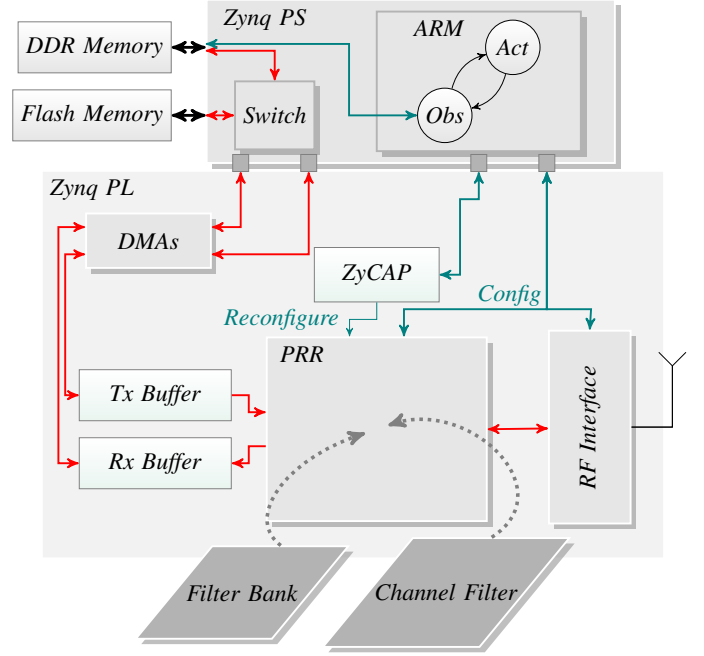 Zynq PS
ARM
DDR Memory
Act
Flash Memory
Switch
Obs
Zynq PL
DMAs
ZyCAP
Config
Reconfigure
PRR
Tx Buffer
Rx Buffer
RF Interface
Filter Bank
Channel Filter